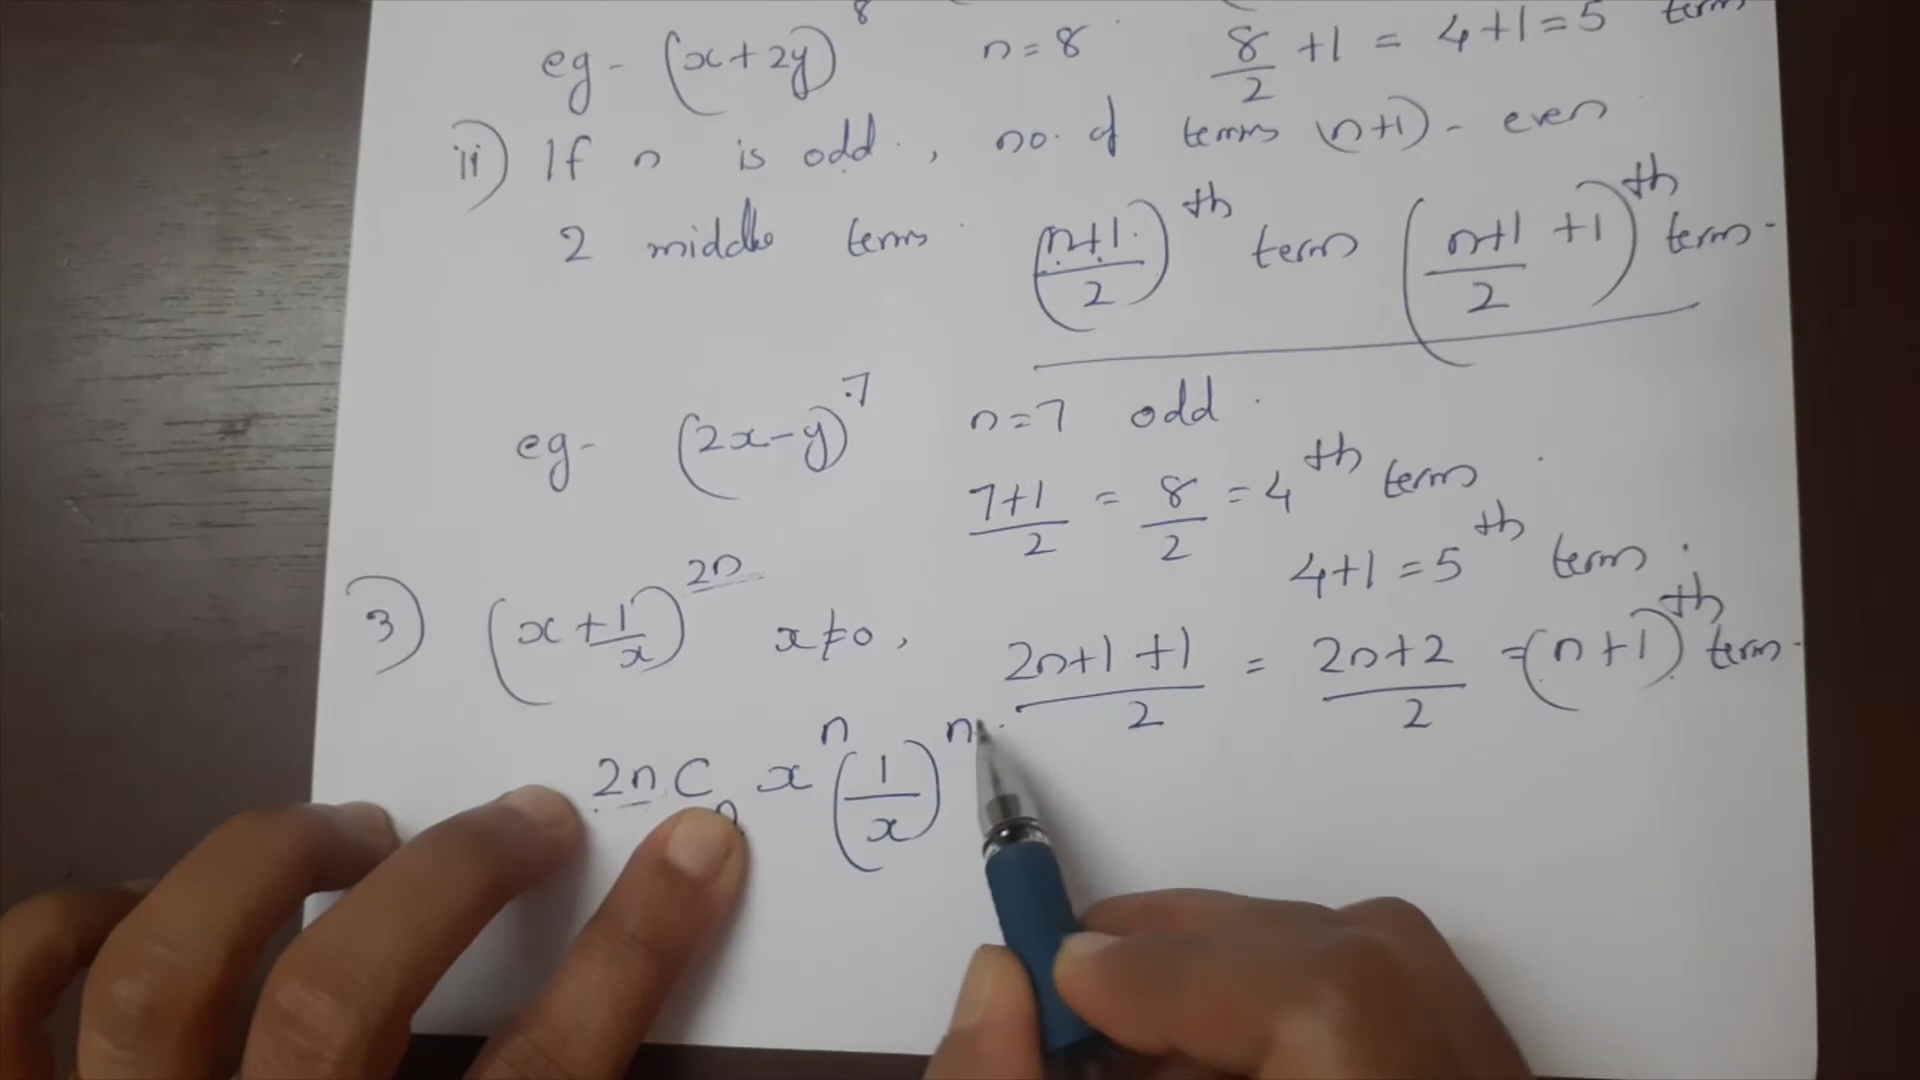 eg - (x+2y)^8 n=8 8/2 +1 = 4+1=5 term
ii) If n is odd, no. of terms (n+1) - even
2 middle terms ((n+1)/2)^th term ((n+1)/2 +1)^th term.
eg - (2x-y)^7 n=7 odd
(7+1)/2 = 8/2 = 4^th term
4+1=5^th term.
3) (x+1/x)^2n x≠0, (2n+1+1)/2 = (2n+2)/2 = (n+1)^th term.
2nC_n x^n (1/x)^n